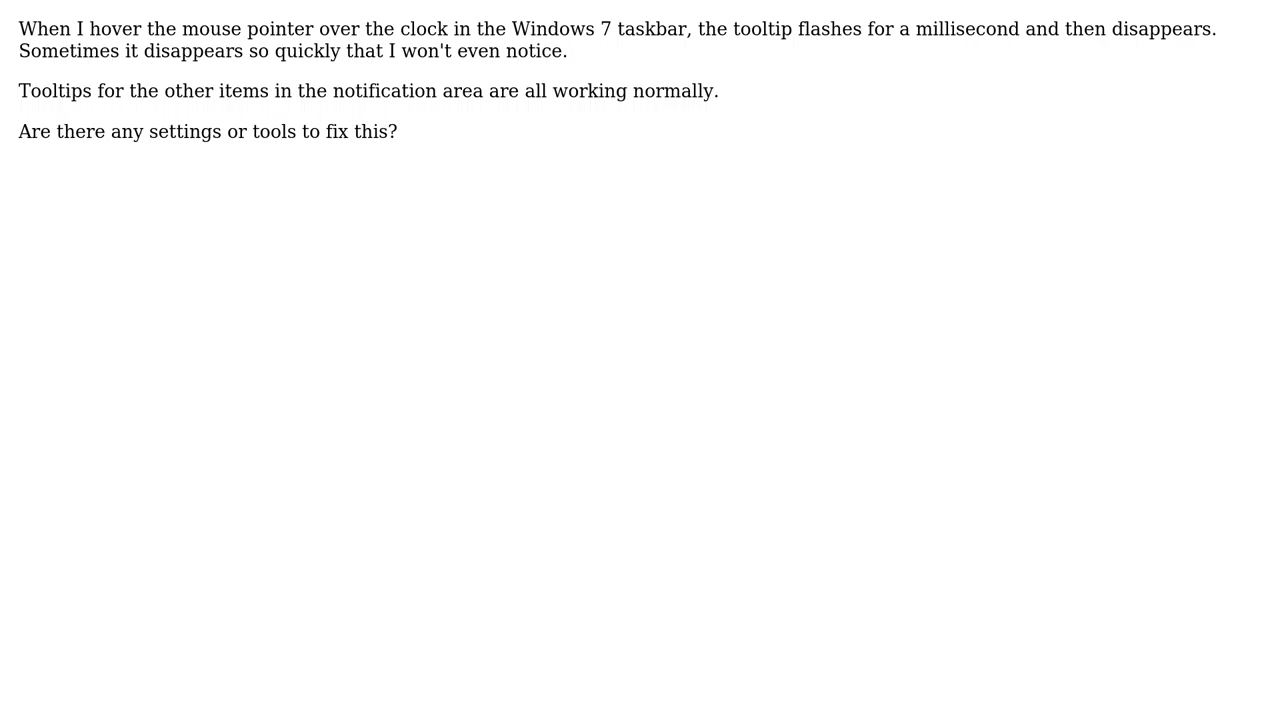 When I hover the mouse pointer over the clock in the Windows 7 taskbar, the tooltip flashes for a millisecond and then disappears.
Sometimes it disappears so quickly that I won't even notice.
Tooltips for the other items in the notification area are all working normally.
Are there any settings or tools to fix this?